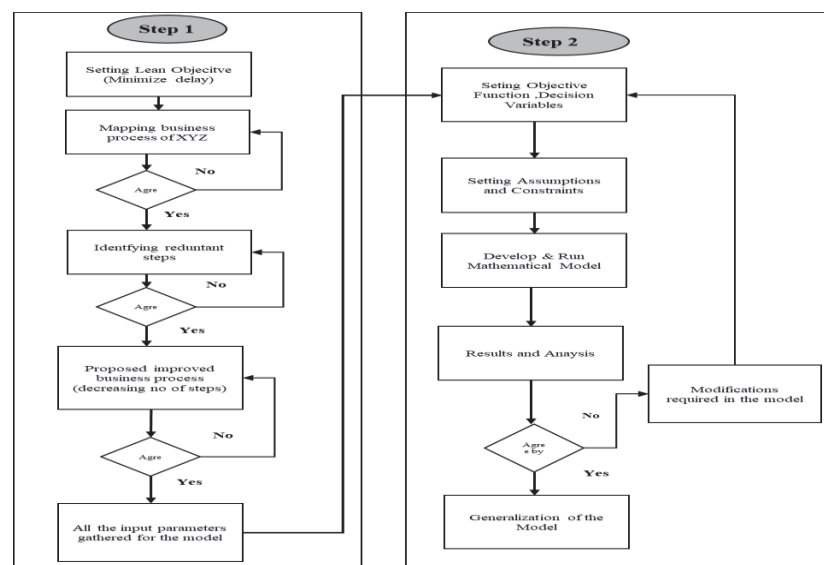 Step 1
Setting Lean Objecitve
(Minimize delay)
Mapping business
process of XYZ
No
Agre
Yes
Identfying reduntant
steps
No
Agre
Yes
Proposed improved
business process
(decreasing no of steps)
No
Agre
Yes
All the input parameters
gathered for the model
Step 2
Seting Objective
Function ,Decision
Variables
Setting Assumptions
and Constraints
Develop & Run
Mathematical Model
Results and Anaysis
No
Modifications
required in the model
Agre
e by
Yes
Generalization of the
Model